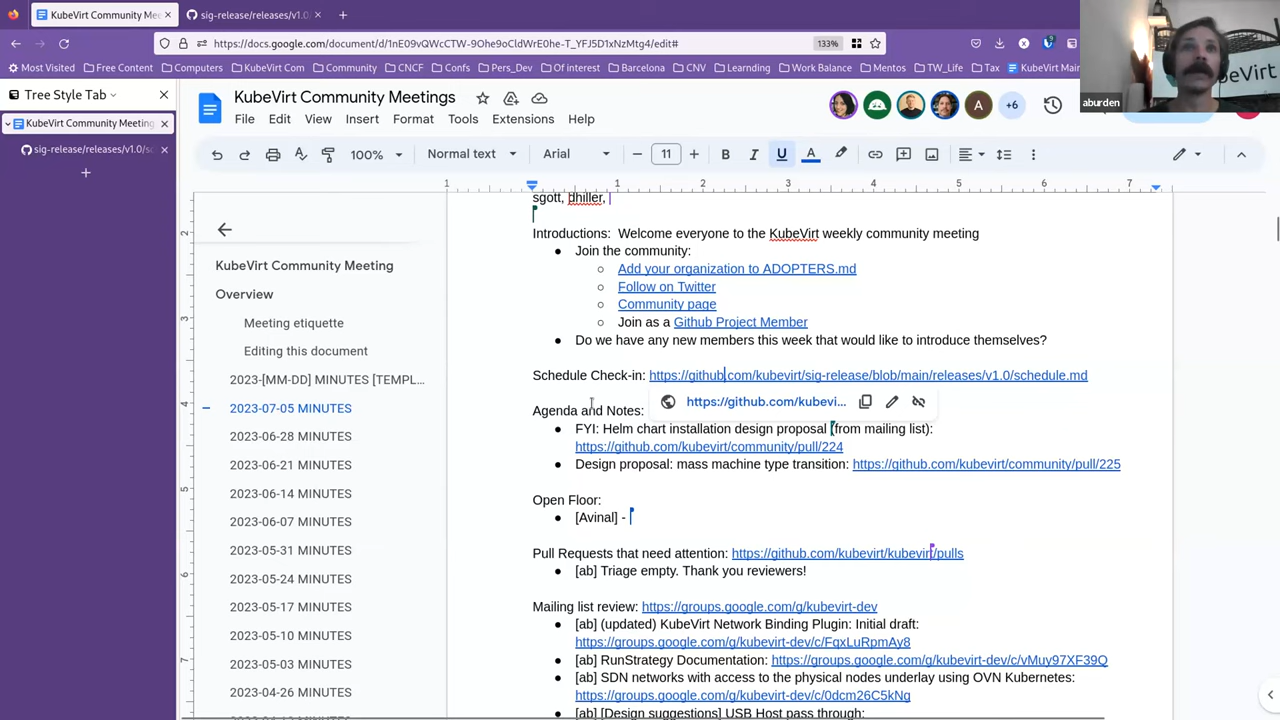 KubeVirt Community Meeting
sig-release/releases/v1.0/
https://docs.google.com/document/d/1nE09vQWcCTW-9Ohe9oCldWrE0he-T_YFJ5D1xNzMtg4/edit#
133%
Most Visited
Free Content
Computers
KubeVirt Com
Community
CNCF
Confs
Pers_Dev
Of interest
Barcelona
CNV
Learnding
Work Balance
Mentos
TW_Life
Tax
KubeVirt Main
KubeVirt
aburden
Tree Style Tab
KubeVirt Community Meeting
sig-release/releases/v1.0/sc
KubeVirt Community Meetings
File Edit View Insert Format Tools Extensions Help
+6
A
100%
Normal text
Arial
11
B I U A
1 1 2 3 4 5 6 7
2
3
4
5
6
7
KubeVirt Community Meeting
Overview
Meeting etiquette
Editing this document
2023-[MM-DD] MINUTES [TEMPL...
2023-07-05 MINUTES
2023-06-28 MINUTES
2023-06-21 MINUTES
2023-06-14 MINUTES
2023-06-07 MINUTES
2023-05-31 MINUTES
2023-05-24 MINUTES
2023-05-17 MINUTES
2023-05-10 MINUTES
2023-05-03 MINUTES
2023-04-26 MINUTES
sgott, dhiller,
Introductions: Welcome everyone to the KubeVirt weekly community meeting
● Join the community:
○ Add your organization to ADOPTERS.md
○ Follow on Twitter
○ Community page
○ Join as a Github Project Member
● Do we have any new members this week that would like to introduce themselves?
Schedule Check-in: https://github.com/kubevirt/sig-release/blob/main/releases/v1.0/schedule.md
https://github.com/kubevi...
Agenda and Notes:
● FYI: Helm chart installation design proposal (from mailing list):
https://github.com/kubevirt/community/pull/224
● Design proposal: mass machine type transition: https://github.com/kubevirt/community/pull/225
Open Floor:
● [Avinal] -
Pull Requests that need attention: https://github.com/kubevirt/kubevirt/pulls
● [ab] Triage empty. Thank you reviewers!
Mailing list review: https://groups.google.com/g/kubevirt-dev
● [ab] (updated) KubeVirt Network Binding Plugin: Initial draft:
https://groups.google.com/g/kubevirt-dev/c/FqxLuRpmAy8
● [ab] RunStrategy Documentation: https://groups.google.com/g/kubevirt-dev/c/vMuy97XF39Q
● [ab] SDN networks with access to the physical nodes underlay using OVN Kubernetes:
https://groups.google.com/g/kubevirt-dev/c/0dcm26C5kNg
● [ab] [Design suggestions] USB Host pass through: